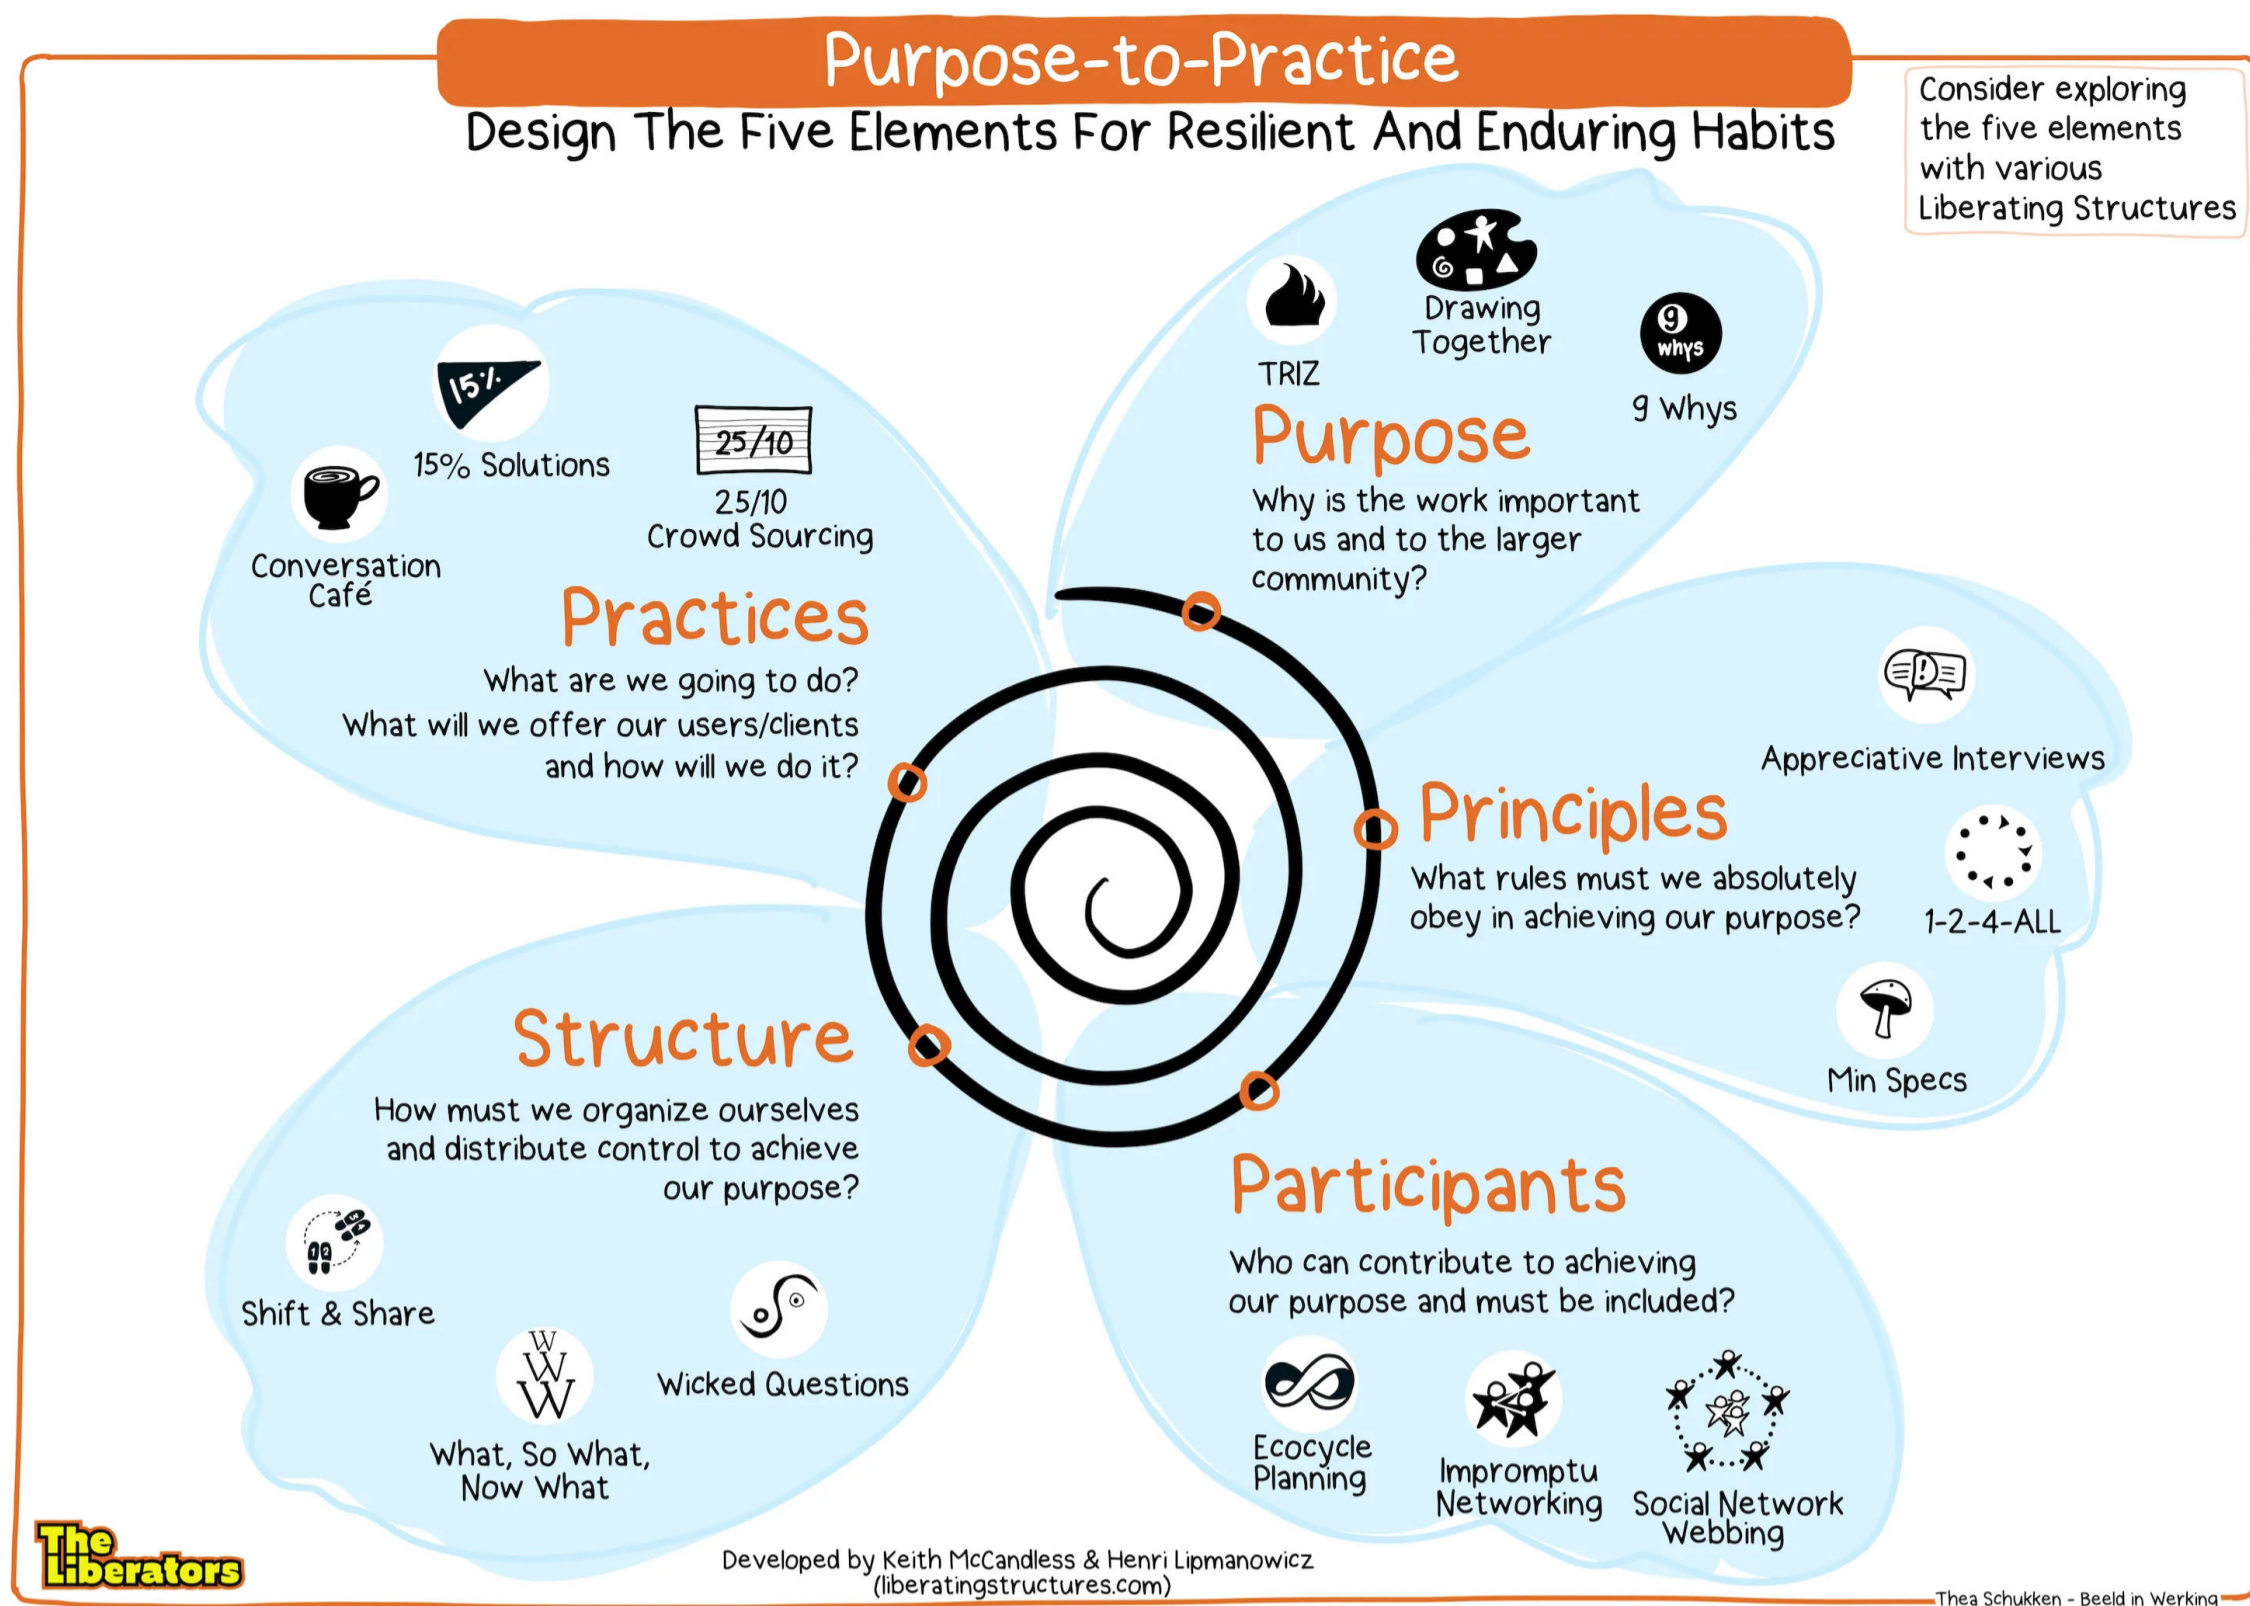 Purpose-to-Practice
Design The Five Elements For Resilient And Enduring Habits
Consider exploring
the five elements
with various
Liberating Structures
TRIZ
Drawing
Together
9
whys
9 Whys
Purpose
Why is the work important
to us and to the larger
community?
Appreciative Interviews
!
Principles
What rules must we absolutely
obey in achieving our purpose?
1-2-4-ALL
Min Specs
Participants
Who can contribute to achieving
our purpose and must be included?
Ecocycle
Planning
Impromptu
Networking
Social Network
Webbing
Structure
How must we organize ourselves
and distribute control to achieve
our purpose?
1 2
3 4
Shift & Share
W
W
W
What, So What,
Now What
Wicked Questions
15%
15% Solutions
25/10
25/10
Crowd Sourcing
Conversation
Café
Practices
What are we going to do?
What will we offer our users/clients
and how will we do it?
The
Liberators
Developed by Keith McCandless & Henri Lipmanowicz
(liberatingstructures.com)
Thea Schukken - Beeld in Werking